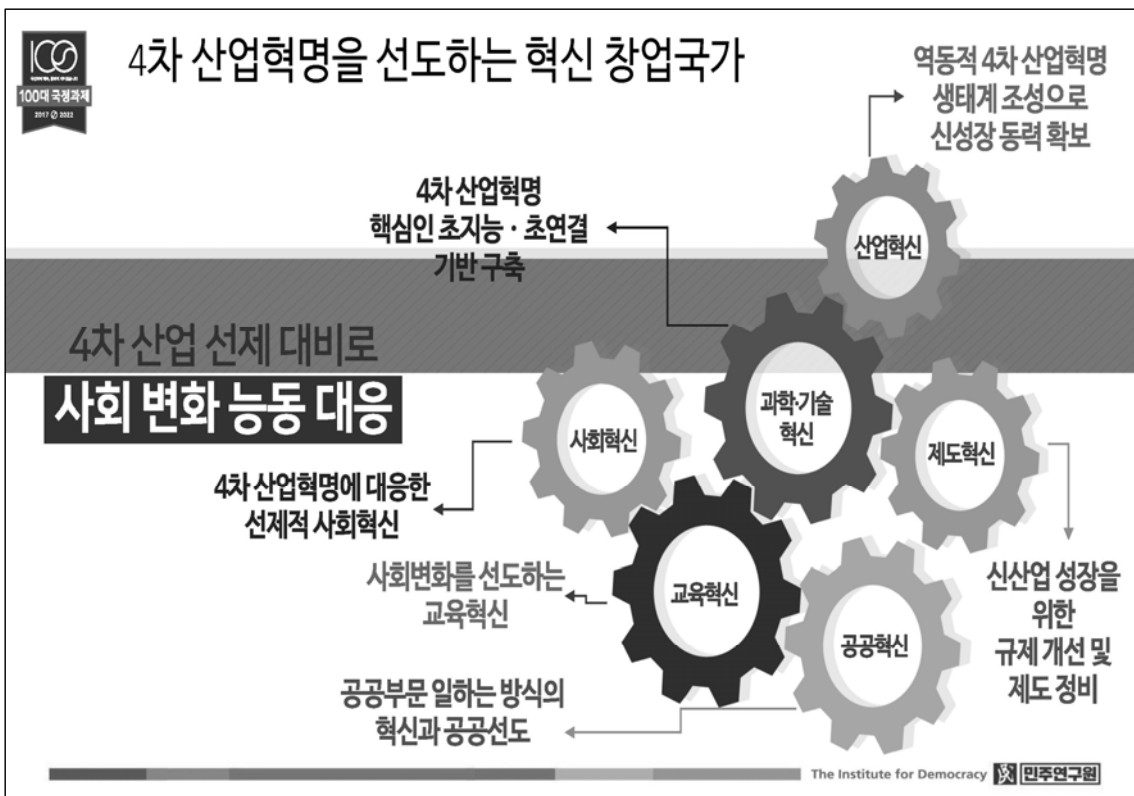 100대 국정과제
2017 2022
4차 산업혁명을 선도하는 혁신 창업국가
역동적 4차 산업혁명
생태계 조성으로
신성장 동력 확보
4차 산업혁명
핵심인 초지능 · 초연결
기반 구축
산업혁신
4차 산업 선제 대비로
사회 변화 능동 대응
과학·기술
혁신
사회혁신
제도혁신
4차 산업혁명에 대응한
선제적 사회혁신
사회변화를 선도하는
교육혁신
교육혁신
공공혁신
신산업 성장을
위한
규제 개선 및
제도 정비
공공부문 일하는 방식의
혁신과 공공선도
The Institute for Democracy 민주연구원